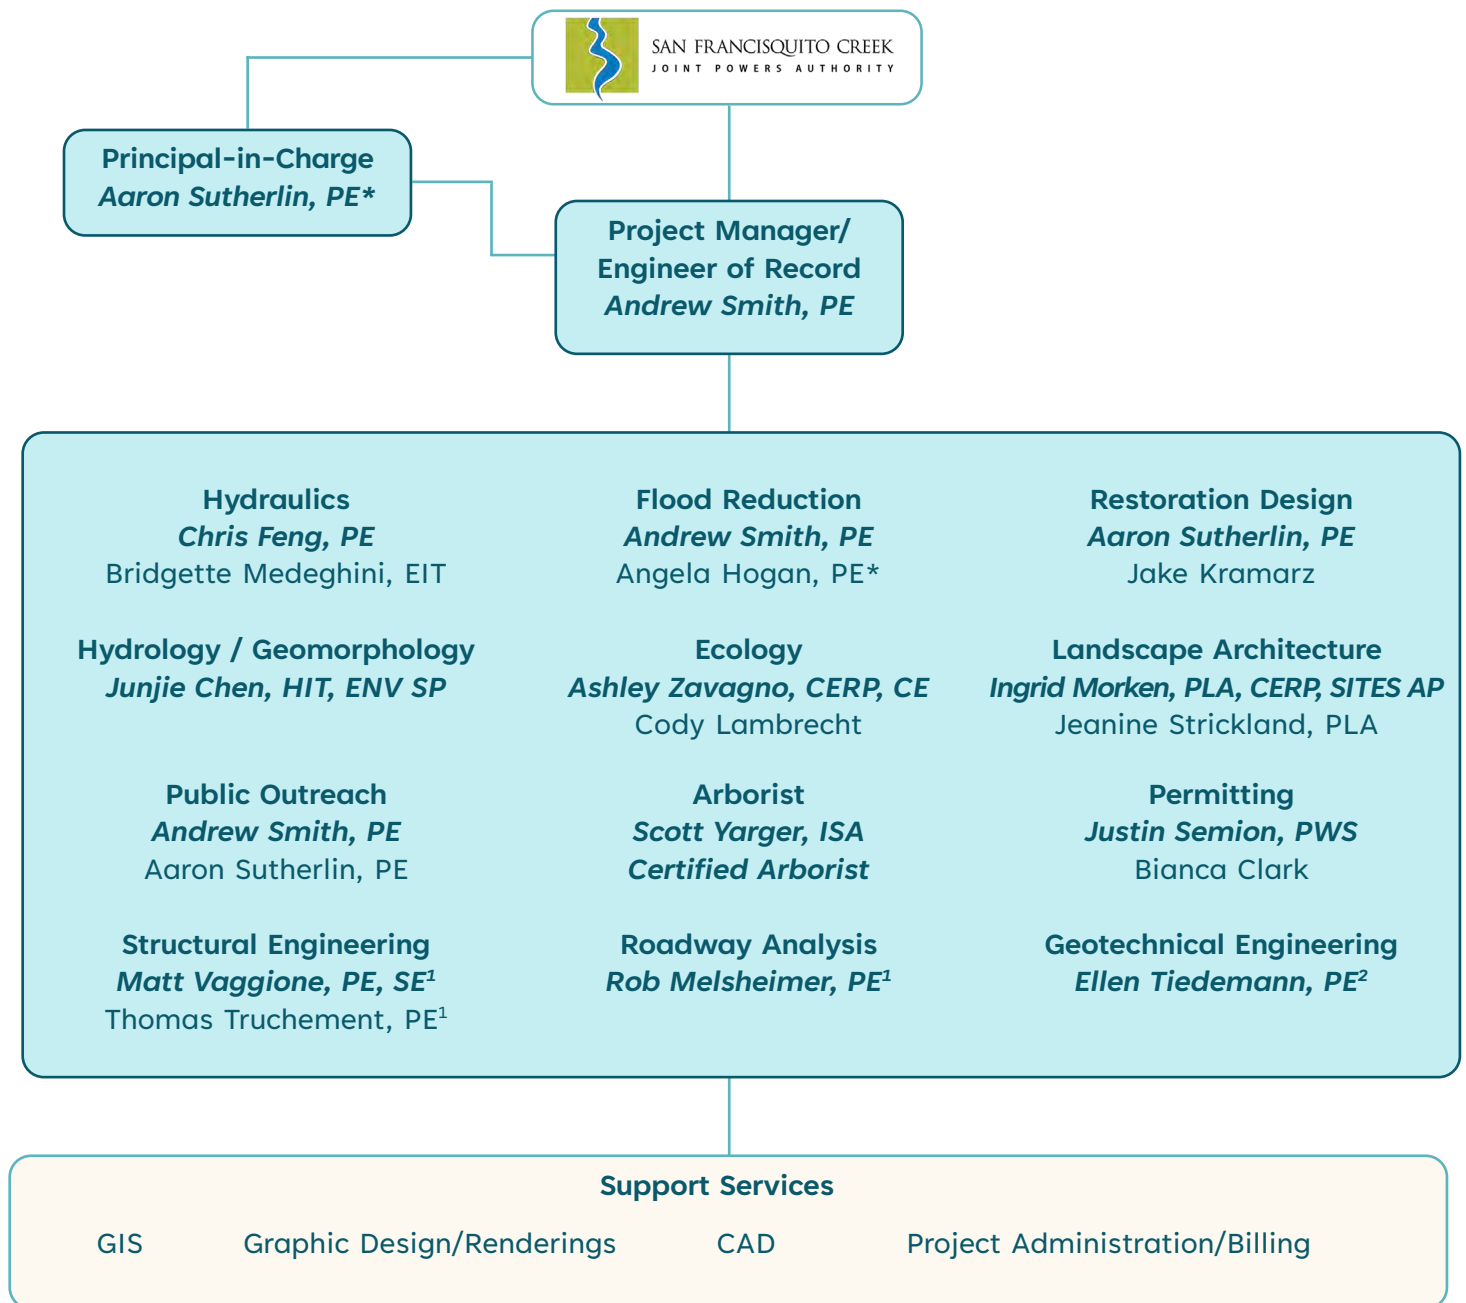 SAN FRANCISQUITO CREEK
JOINT POWERS AUTHORITY
Principal-in-Charge
Aaron Sutherlin, PE*
Project Manager/
Engineer of Record
Andrew Smith, PE
Hydraulics
Chris Feng, PE
Bridgette Medeghini, EIT
Flood Reduction
Andrew Smith, PE
Angela Hogan, PE*
Restoration Design
Aaron Sutherlin, PE
Jake Kramarz
Hydrology / Geomorphology
Junjie Chen, HIT, ENV SP
Ecology
Ashley Zavagno, CERP, CE
Cody Lambrecht
Landscape Architecture
Ingrid Morken, PLA, CERP, SITES AP
Jeanine Strickland, PLA
Public Outreach
Andrew Smith, PE
Aaron Sutherlin, PE
Arborist
Scott Yarger, ISA
Certified Arborist
Permitting
Justin Semion, PWS
Bianca Clark
Structural Engineering
Matt Vaggione, PE, SE¹
Thomas Truchement, PE¹
Roadway Analysis
Rob Melsheimer, PE¹
Geotechnical Engineering
Ellen Tiedemann, PE²
Support Services
GIS Graphic Design/Renderings CAD Project Administration/Billing